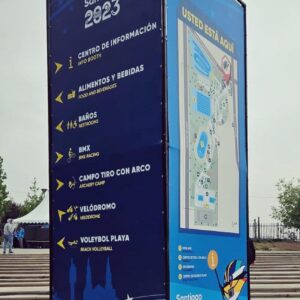 2023
CENTRO DE INFORMACIÓN
INFO BOOTH
ALIMENTOS Y BEBIDAS
FOOD AND BEVERAGES
BAÑOS
RESTROOMS
BMX
BMX RACING
CAMPO TIRO CON ARCO
ARCHERY CAMP
VELÓDROMO
VELODROME
VOLEYBOL PLAYA
BEACH VOLLEYBALL
USTED ESTÁ AQUÍ
Santiago